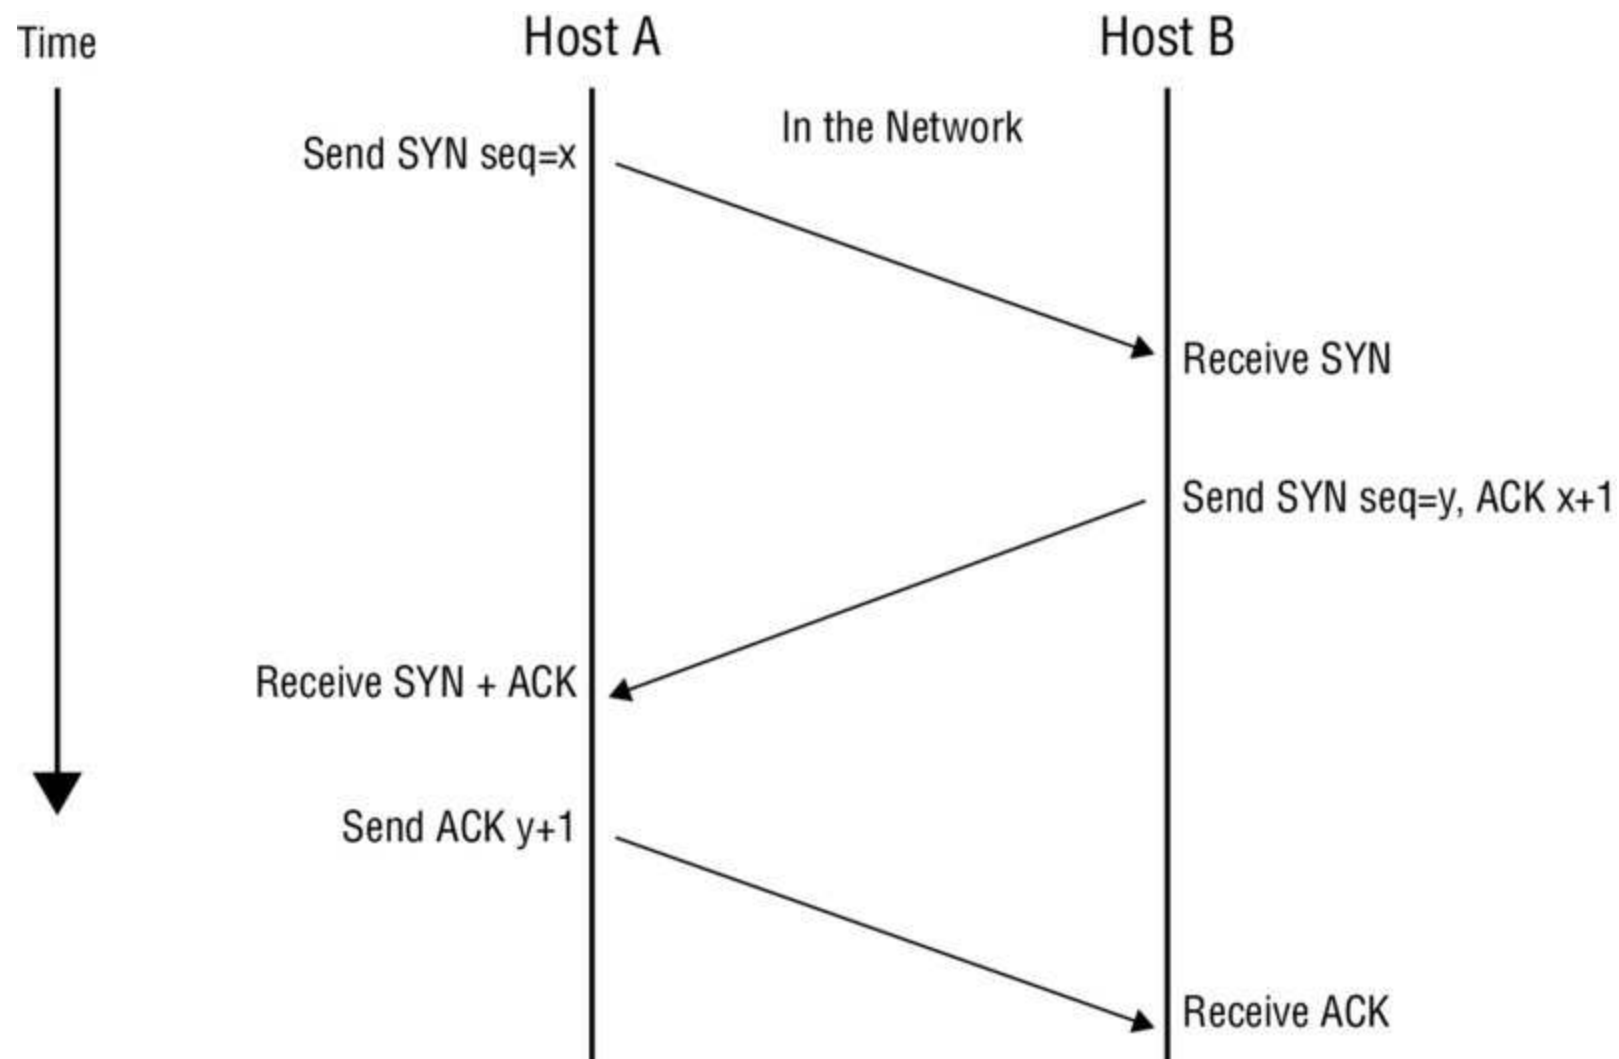 Time
Host A
Host B
In the Network
Send SYN seq=x
Receive SYN
Send SYN seq=y, ACK x+1
Receive SYN + ACK
Send ACK y+1
Receive ACK